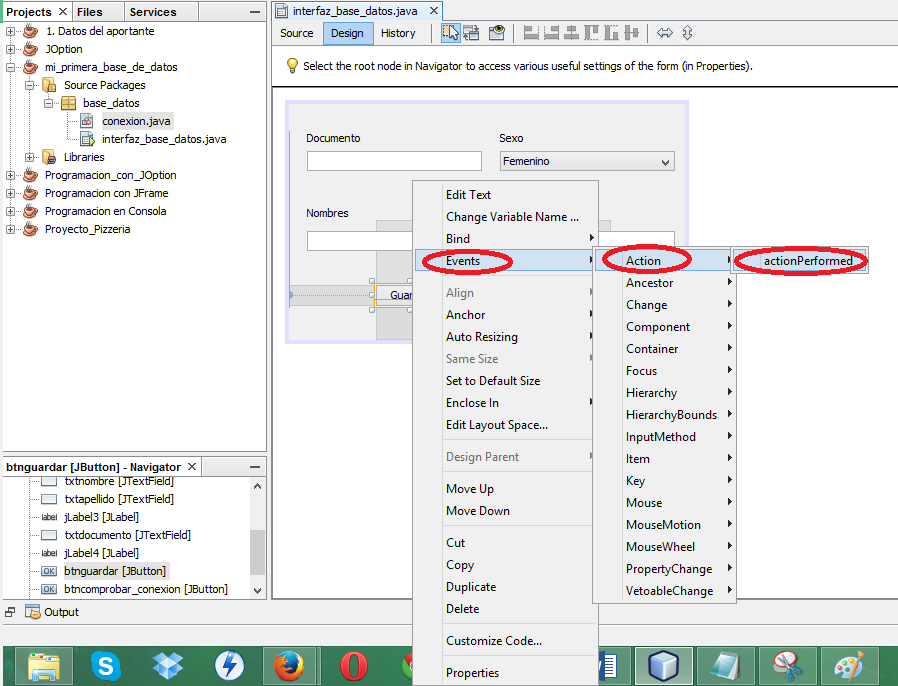 Projects
Files
Services
1. Datos del aportante
JOption
mi_primera_base_de_datos
Source Packages
base_datos
conexion.java
interfaz_base_datos.java
Libraries
Programacion_con_JOption
Programacion con JFrame
Programacion en Consola
Proyecto_Pizzeria
btnguardar [JButton] - Navigator
txtnombre [JTextField]
txtapellido [JTextField]
label jLabel3 [JLabel]
txtdocumento [JTextField]
label jLabel4 [JLabel]
OK btnguardar [JButton]
OK btncomprobar_conexion [JButton]
Output
interfaz_base_datos.java
Source Design History
Select the root node in Navigator to access various useful settings of the form (in Properties).
Documento
Sexo
Femenino
Nombres
Guar
Edit Text
Change Variable Name ...
Bind
Events
Align
Anchor
Auto Resizing
Same Size
Set to Default Size
Enclose In
Edit Layout Space...
Design Parent
Move Up
Move Down
Cut
Copy
Duplicate
Delete
Customize Code...
Properties
Action
Ancestor
Change
Component
Container
Focus
Hierarchy
HierarchyBounds
InputMethod
Item
Key
Mouse
MouseMotion
MouseWheel
PropertyChange
VetoableChange
actionPerformed